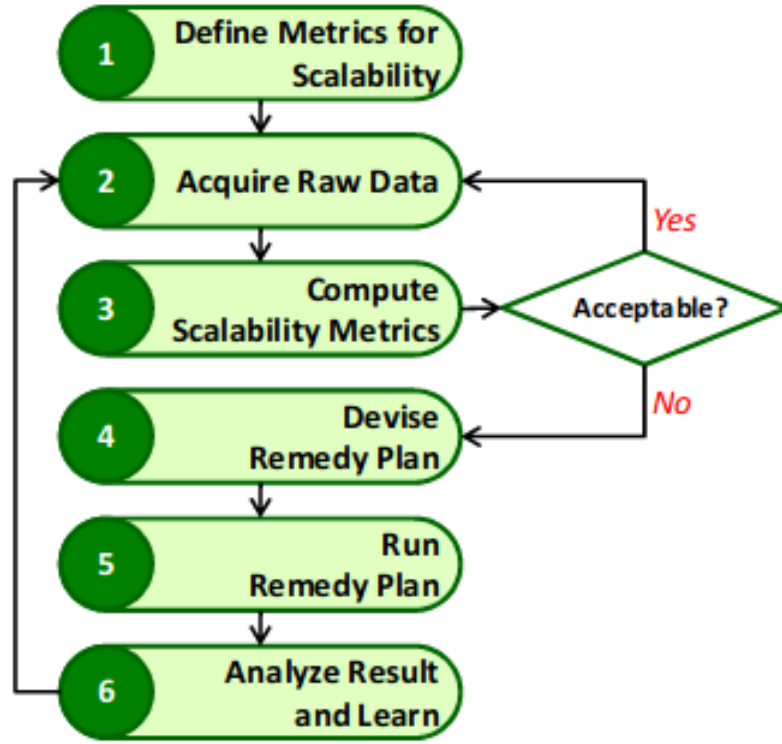 1
Define Metrics for
Scalability
2
Acquire Raw Data
Yes
3
Compute
Scalability Metrics
Acceptable?
4
Devise
Remedy Plan
No
5
Run
Remedy Plan
6
Analyze Result
and Learn